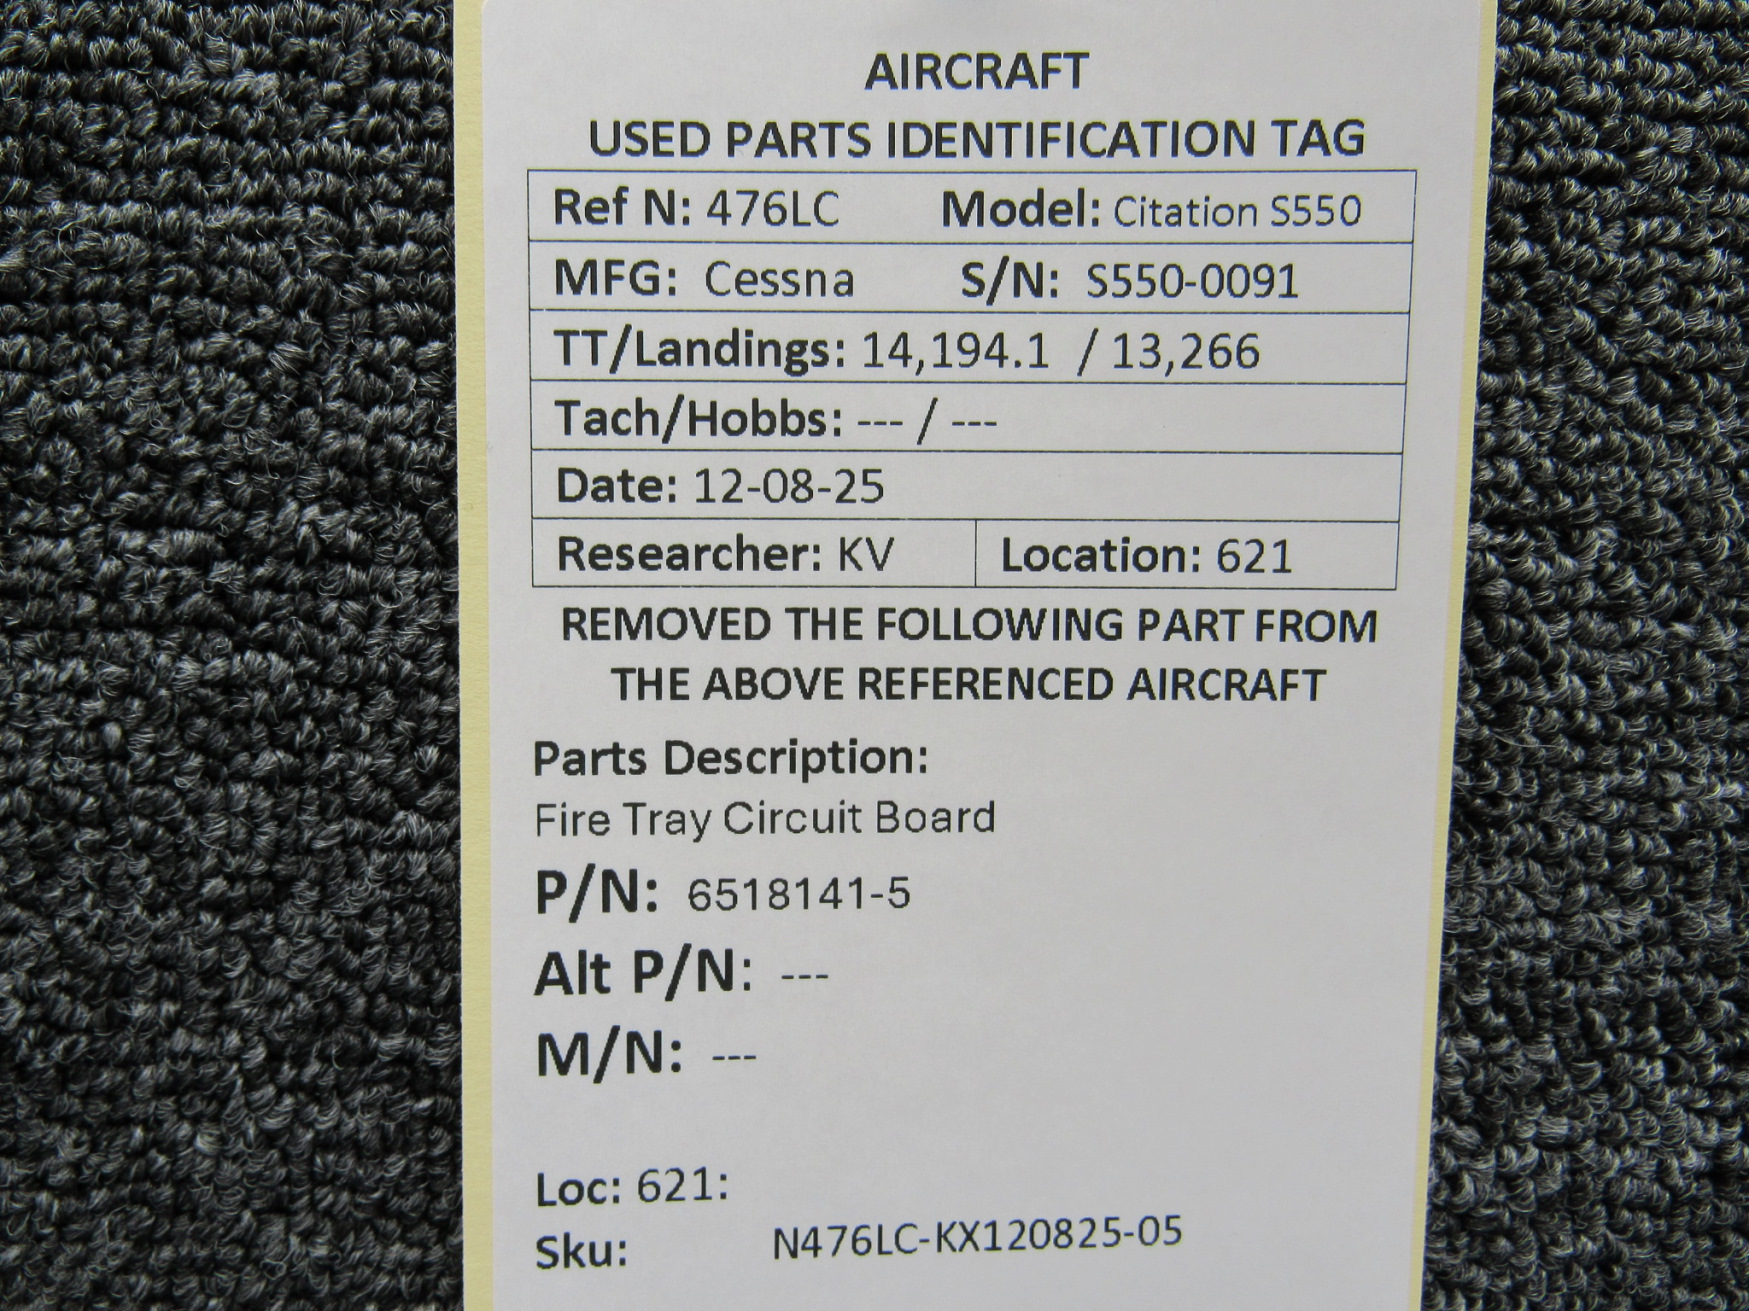 AIRCRAFT
USED PARTS IDENTIFICATION TAG
Ref N: 476LC Model: Citation S550
MFG: Cessna S/N: S550-0091
TT/Landings: 14,194.1 / 13,266
Tach/Hobbs: --- / ---
Date: 12-08-25
Researcher: KV Location: 621
REMOVED THE FOLLOWING PART FROM
THE ABOVE REFERENCED AIRCRAFT
Parts Description:
Fire Tray Circuit Board
P/N: 6518141-5
Alt P/N: ---
M/N: ---
Loc: 621:
Sku: N476LC-KX120825-05